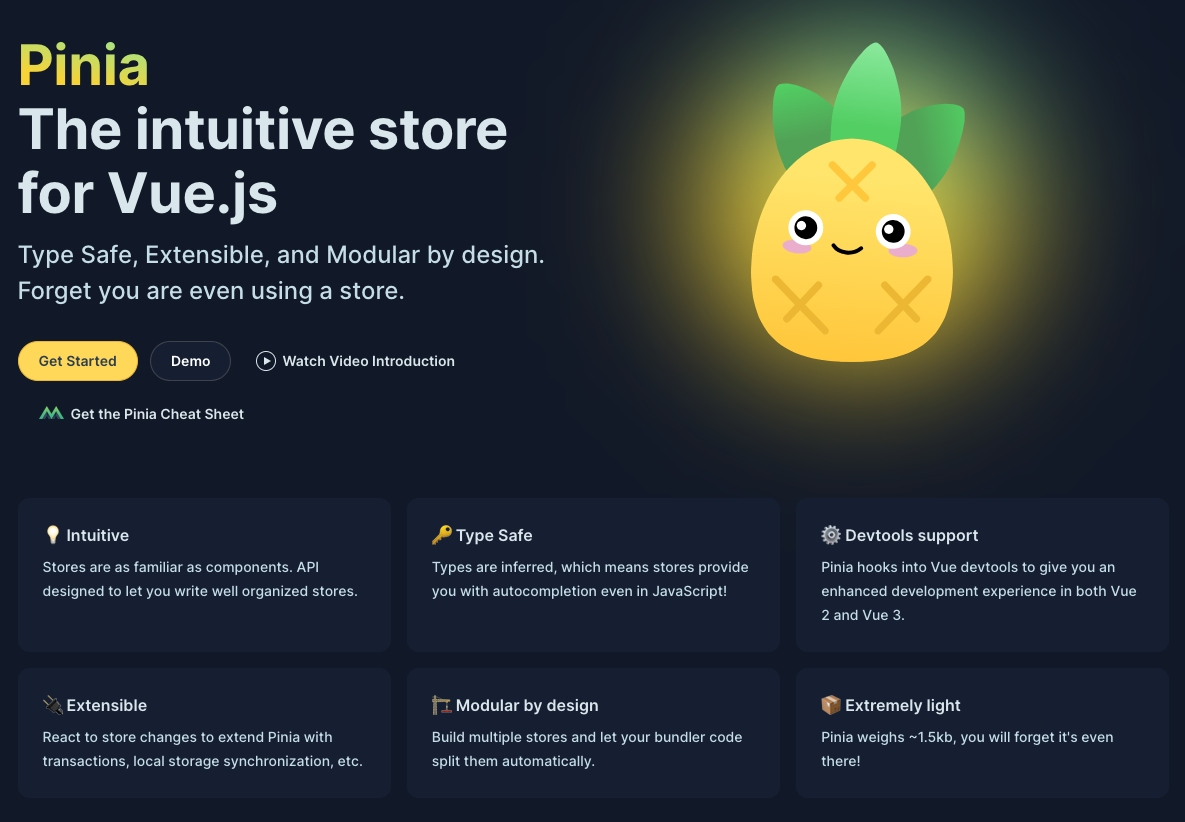 Pinia
The intuitive store
for Vue.js
Type Safe, Extensible, and Modular by design.
Forget you are even using a store.
Get Started
Demo
Watch Video Introduction
Get the Pinia Cheat Sheet
Intuitive
Stores are as familiar as components. API
designed to let you write well organized stores.
Type Safe
Types are inferred, which means stores provide
you with autocompletion even in JavaScript!
Devtools support
Pinia hooks into Vue devtools to give you an
enhanced development experience in both Vue
2 and Vue 3.
Extensible
React to store changes to extend Pinia with
transactions, local storage synchronization, etc.
Modular by design
Build multiple stores and let your bundler code
split them automatically.
Extremely light
Pinia weighs ~1.5kb, you will forget it's even
there!